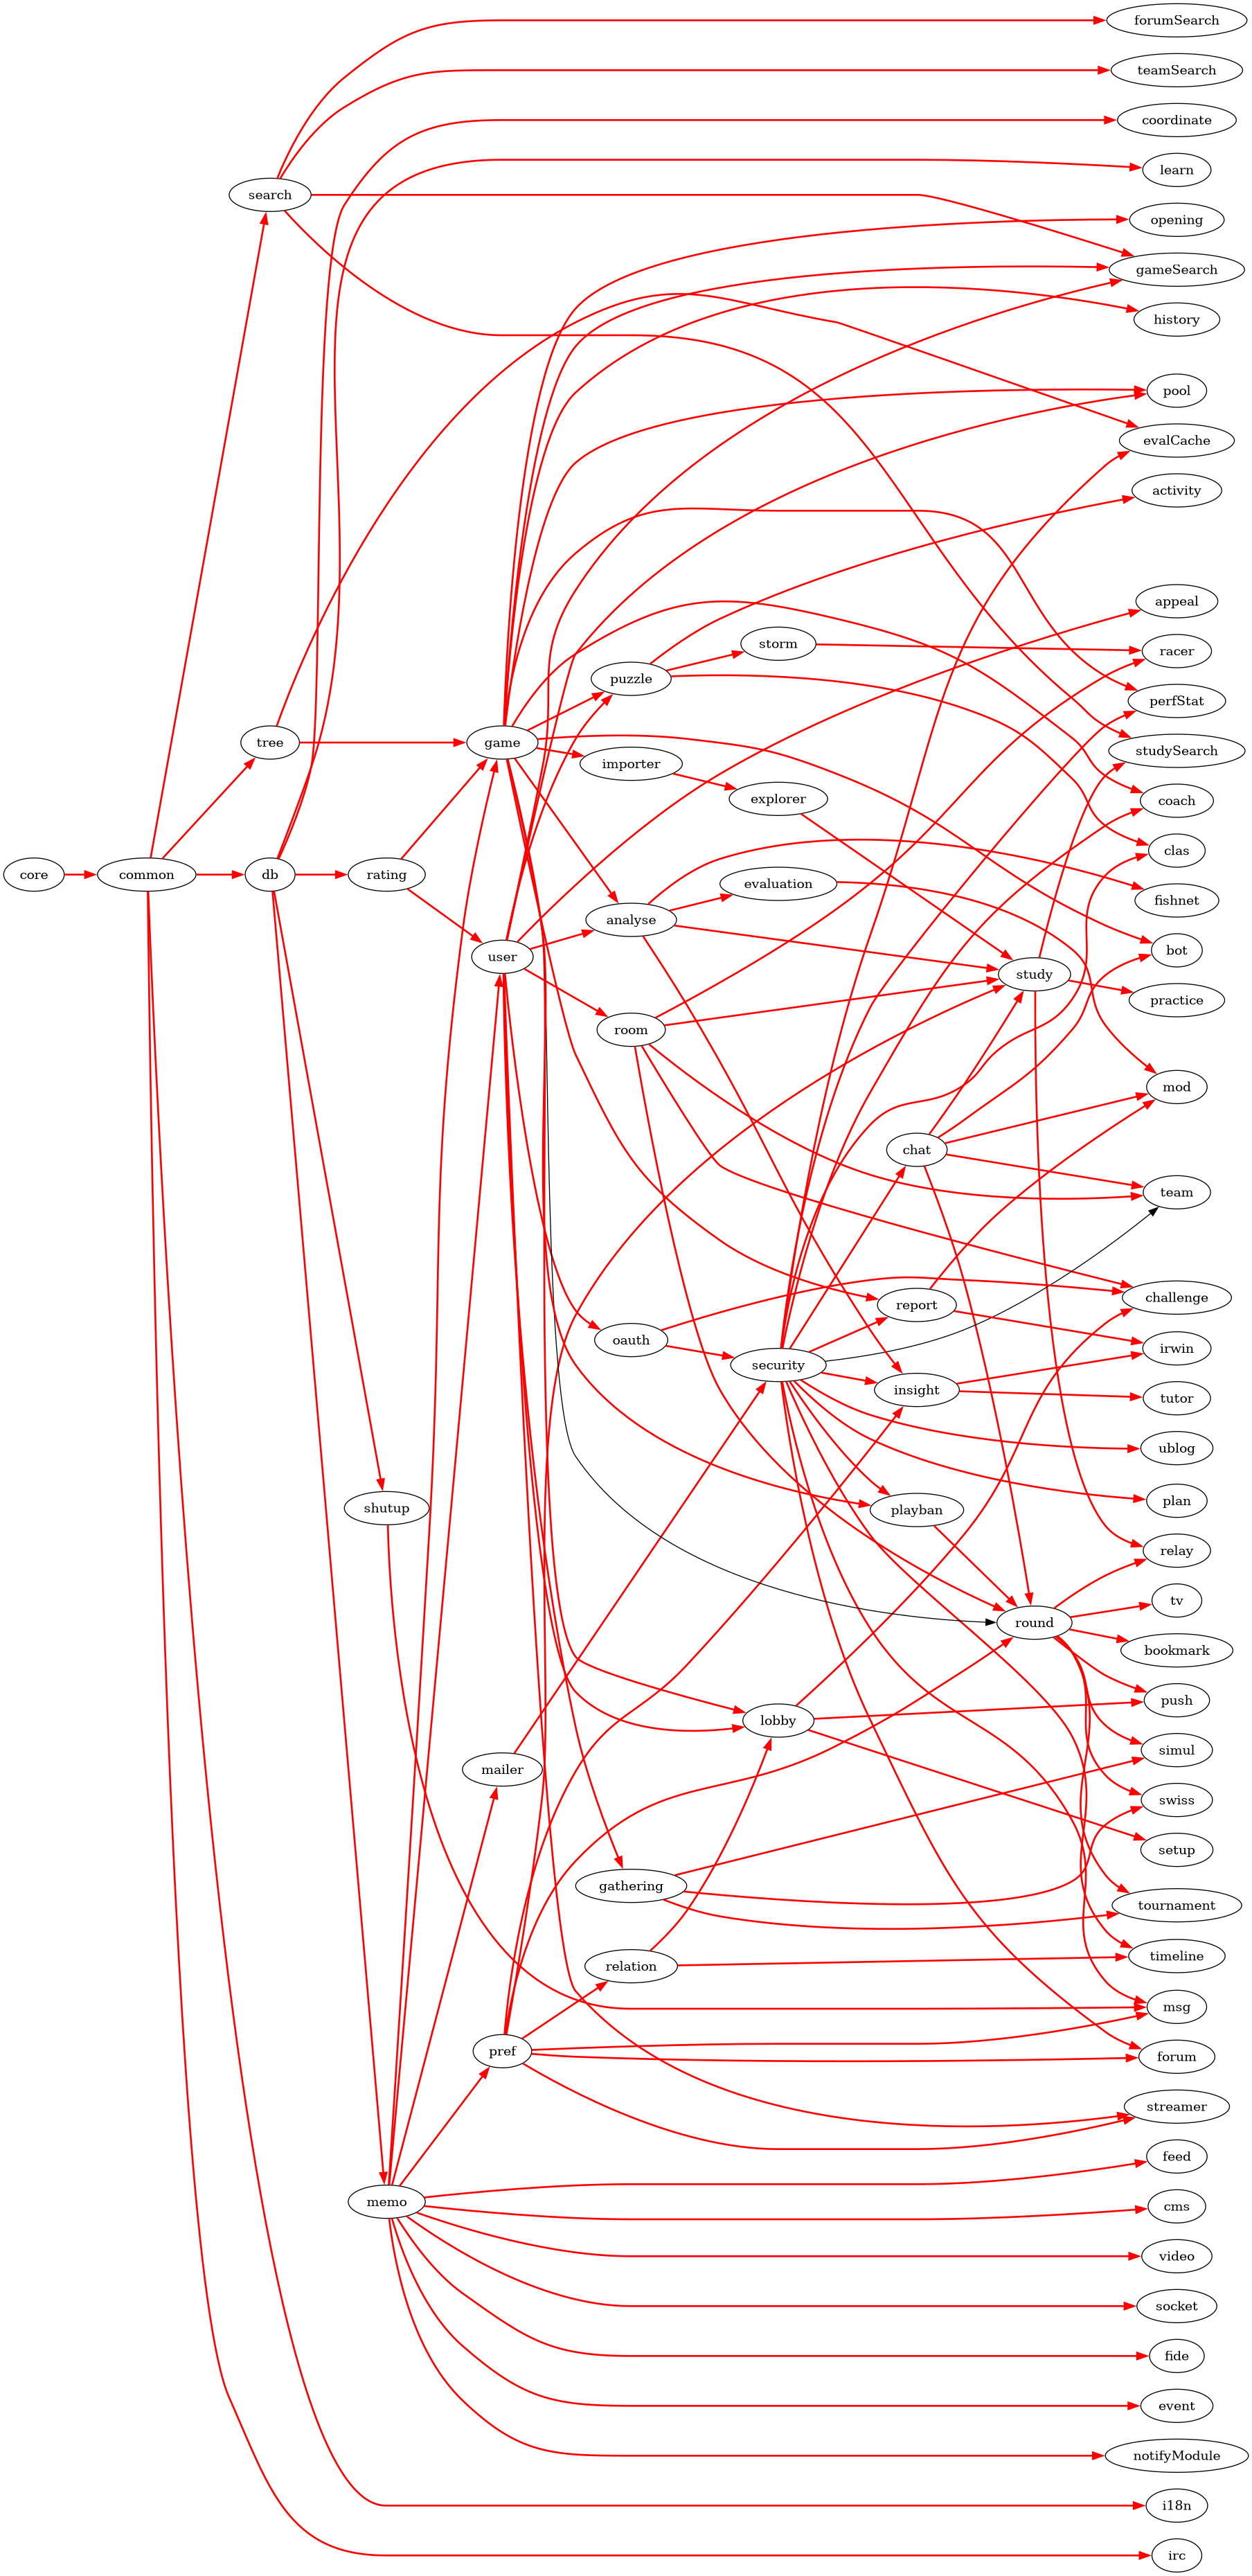 forumSearch
teamSearch
coordinate
learn
search
opening
gameSearch
history
pool
evalCache
activity
appeal
storm
racer
puzzle
perfStat
tree
game
studySearch
importer
explorer
coach
clas
core
common
db
rating
evaluation
fishnet
analyse
bot
user
study
practice
room
mod
chat
team
challenge
report
oauth
irwin
security
insight
tutor
ublog
plan
shutup
playban
relay
tv
round
bookmark
push
lobby
simul
mailer
swiss
setup
gathering
tournament
timeline
relation
msg
pref
forum
streamer
feed
memo
cms
video
socket
fide
event
notifyModule
i18n
irc